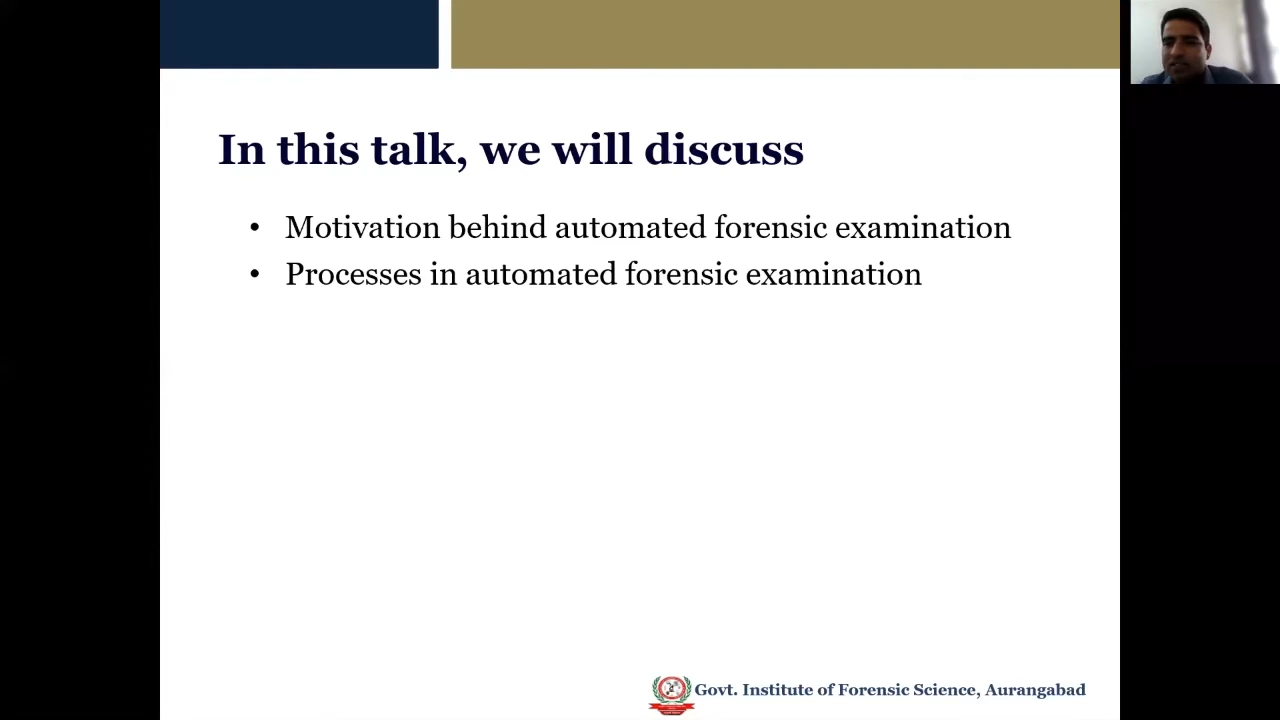 In this talk, we will discuss
• Motivation behind automated forensic examination
• Processes in automated forensic examination
Govt. Institute of Forensic Science, Aurangabad